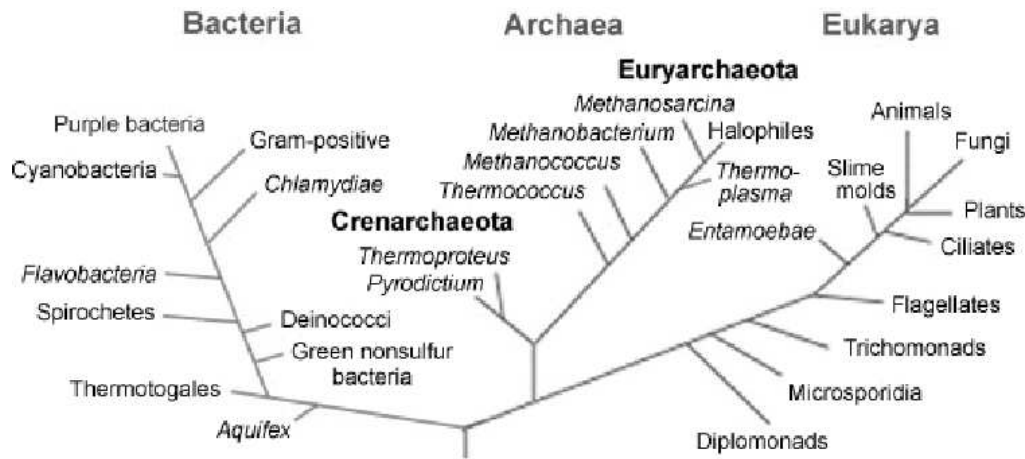 Bacteria
Archaea
Eukarya
Euryarchaeota
Methanosarcina
Methanobacterium
Halophiles
Methanococcus
Thermococcus
Thermo-
plasma
Crenarchaeota
Thermoproteus
Pyrodictium
Purple bacteria
Cyanobacteria
Gram-positive
Chlamydiae
Flavobacteria
Spirochetes
Deinococci
Green nonsulfur
bacteria
Thermotogales
Aquifex
Animals
Fungi
Slime
molds
Plants
Entamoebae
Ciliates
Flagellates
Trichomonads
Microsporidia
Diplomonads